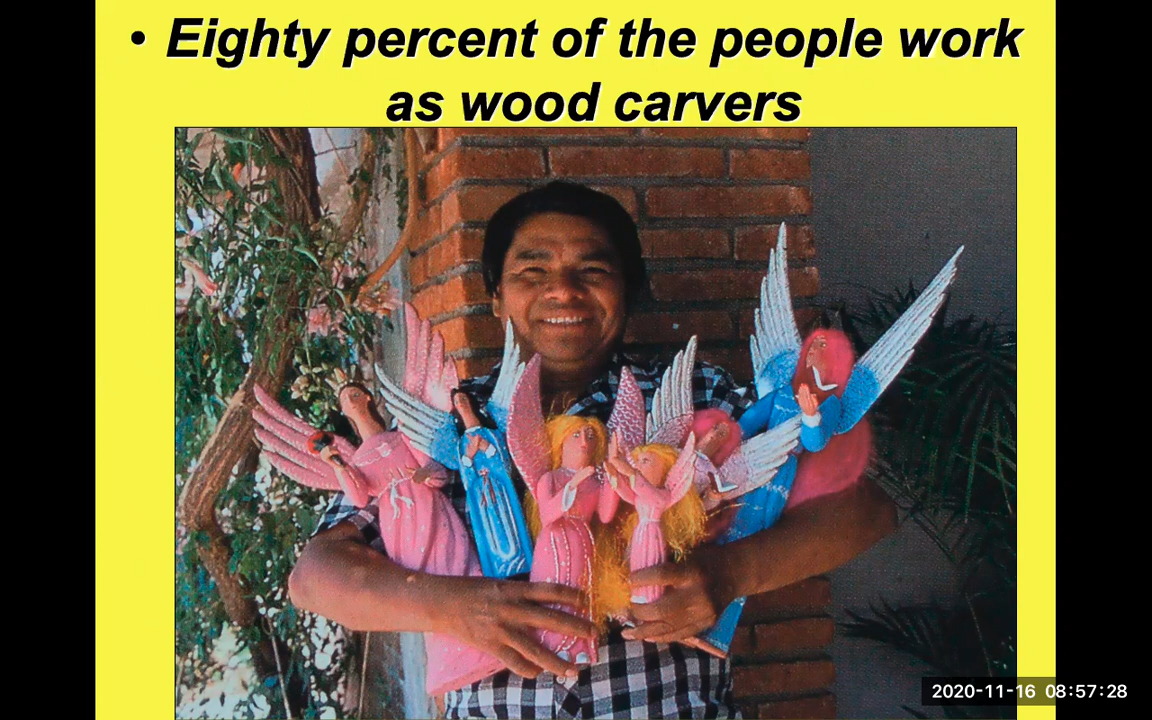 • Eighty percent of the people work
as wood carvers
2020-11-16 08:57:28